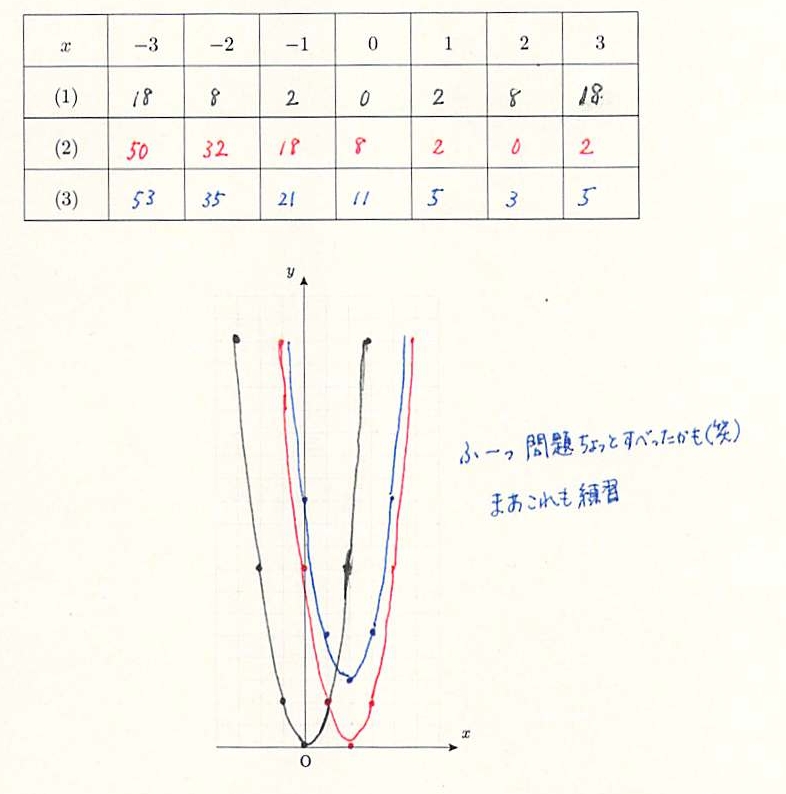 x −3 −2 −1 0 1 2 3
(1) 18 8 2 0 2 8 18
(2) 50 32 18 8 2 0 2
(3) 53 35 21 11 5 3 5
y
ふーっ 問題ちょっとすべったかも(笑)
まあこれも練習
x
O